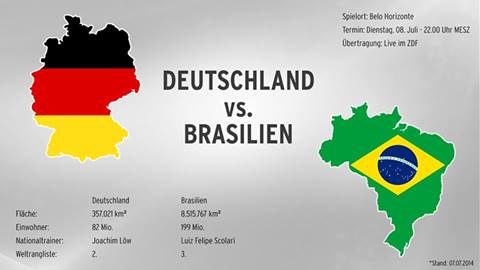 Spielort: Belo Horizonte
Termin: Dienstag, 08. Juli - 22.00 Uhr MESZ
Übertragung: Live im ZDF
DEUTSCHLAND
vs.
BRASILIEN
Deutschland Brasilien
Fläche: 357.021 km² 8.515.767 km²
Einwohner: 82 Mio. 199 Mio.
Nationaltrainer: Joachim Löw Luiz Felipe Scolari
Weltrangliste: 2. 3.
*Stand: 07.07.2014